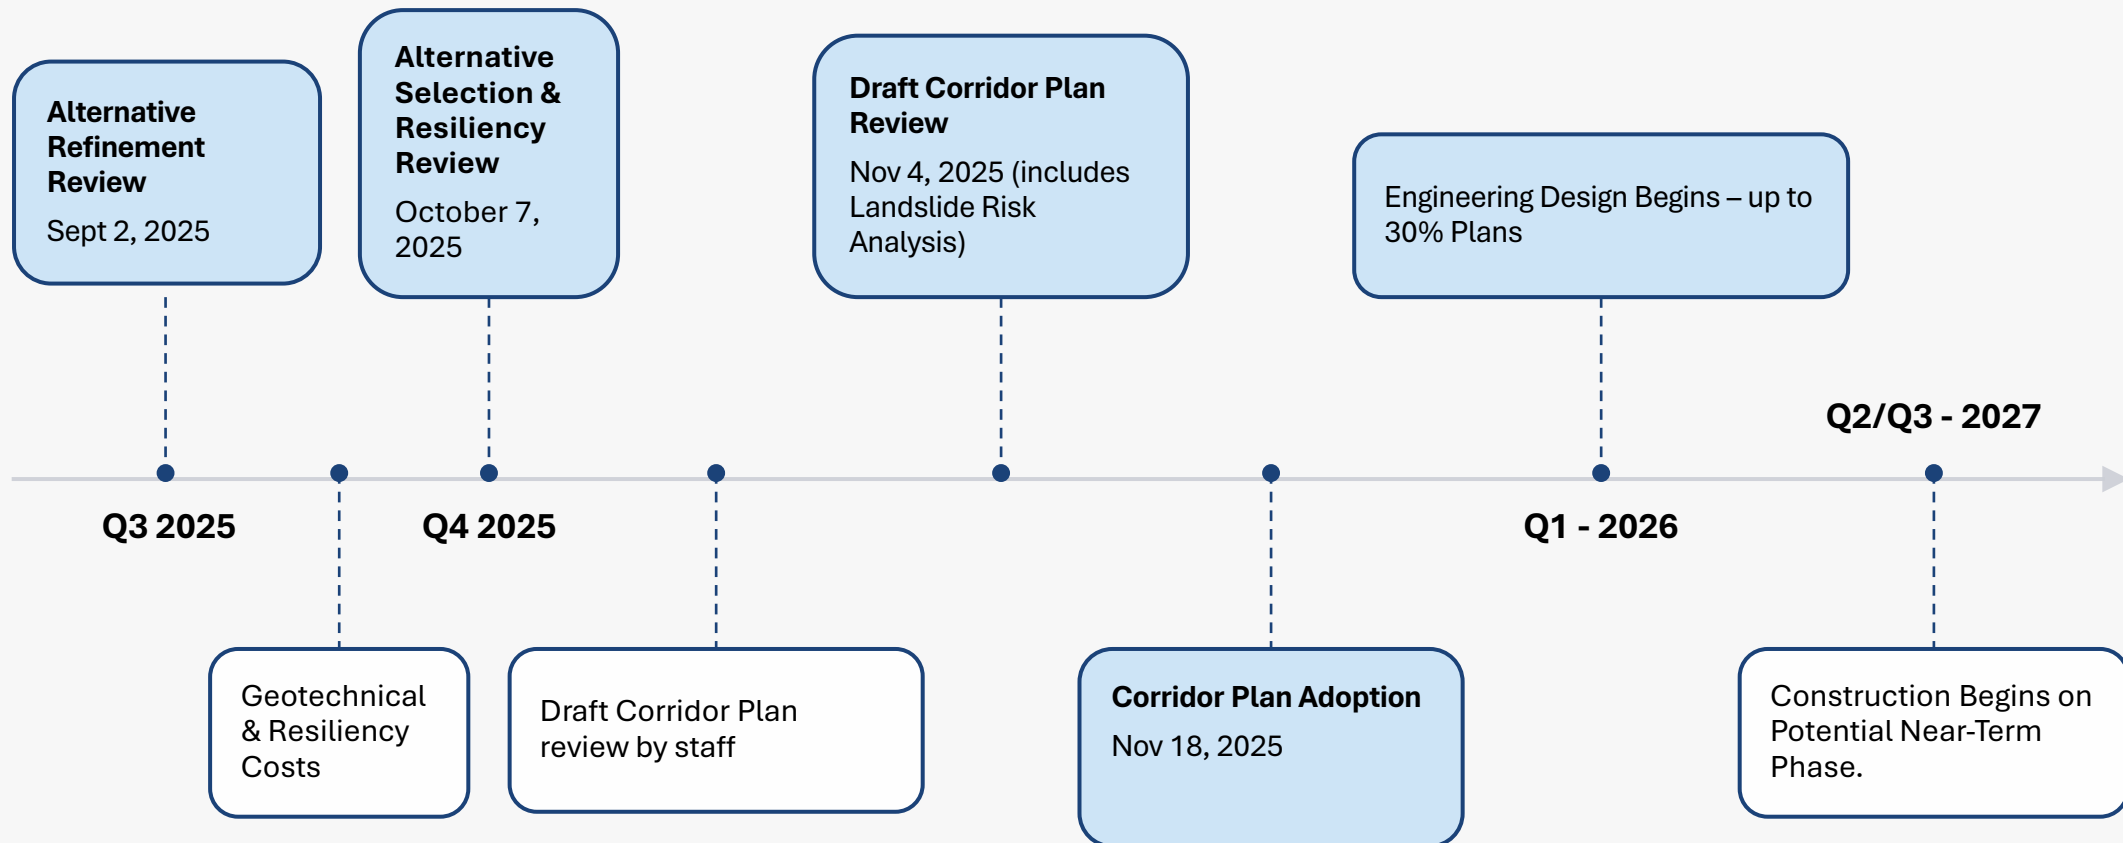 Alternative
Refinement
Review
Sept 2, 2025
Alternative
Selection &
Resiliency
Review
October 7,
2025
Draft Corridor Plan
Review
Nov 4, 2025 (includes
Landslide Risk
Analysis)
Engineering Design Begins – up to
30% Plans
Q2/Q3 - 2027
Q3 2025
Q4 2025
Q1 - 2026
Geotechnical
& Resiliency
Costs
Draft Corridor Plan
review by staff
Corridor Plan Adoption
Nov 18, 2025
Construction Begins on
Potential Near-Term
Phase.